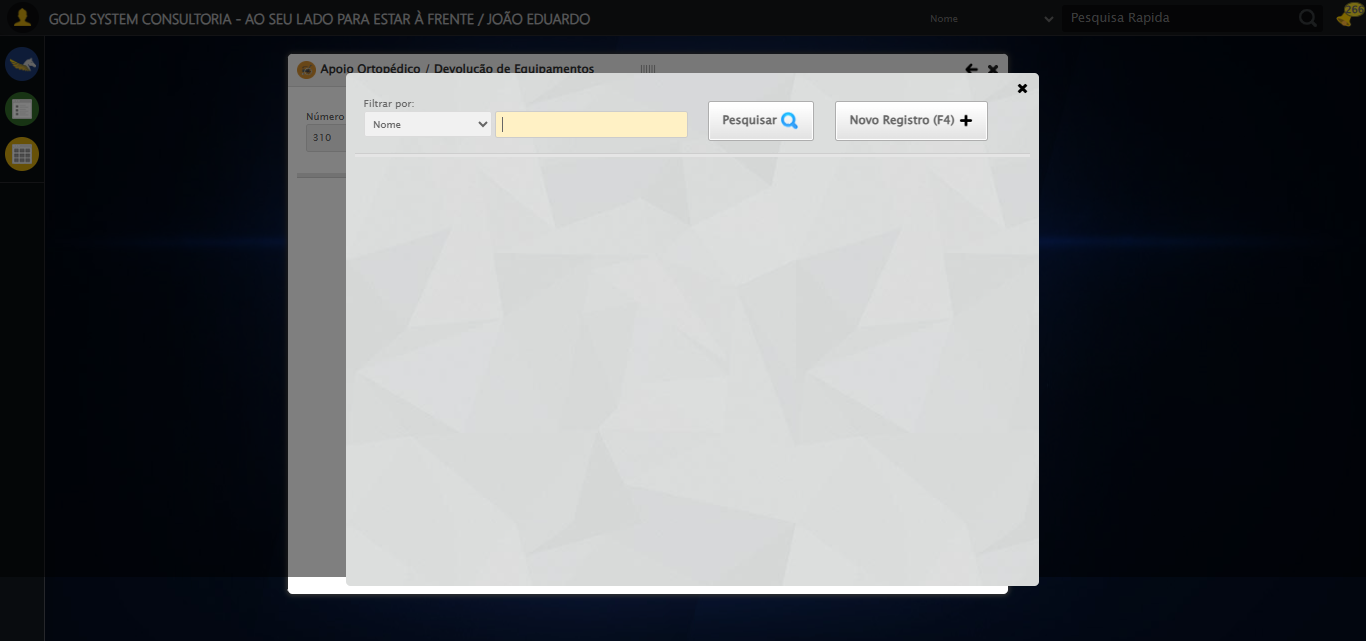 GOLD SYSTEM CONSULTORIA - AO SEU LADO PARA ESTAR À FRENTE / JOÃO EDUARDO
Nome
Pesquisa Rapida
266
Apoio Ortopédico / Devolução de Equipamentos
Número
310
Filtrar por:
Nome
Pesquisar
Novo Registro (F4)